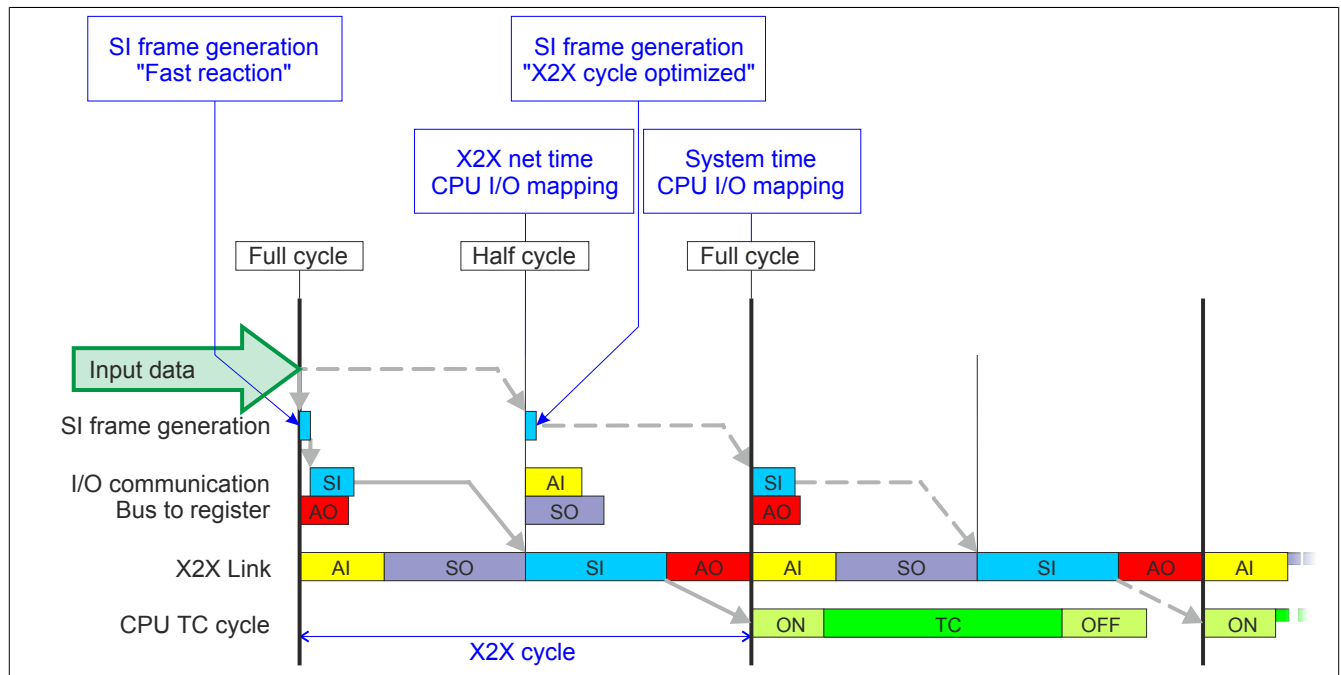 SI frame generation
"Fast reaction"
SI frame generation
"X2X cycle optimized"
X2X net time
CPU I/O mapping
System time
CPU I/O mapping
Full cycle
Half cycle
Full cycle
Input data
SI frame generation
I/O communication
Bus to register
SI
AO
AI
SO
SI
AO
X2X Link
AI
SO
SI
AO
AI
SO
SI
AO
AI
CPU TC cycle
ON
TC
OFF
ON
X2X cycle